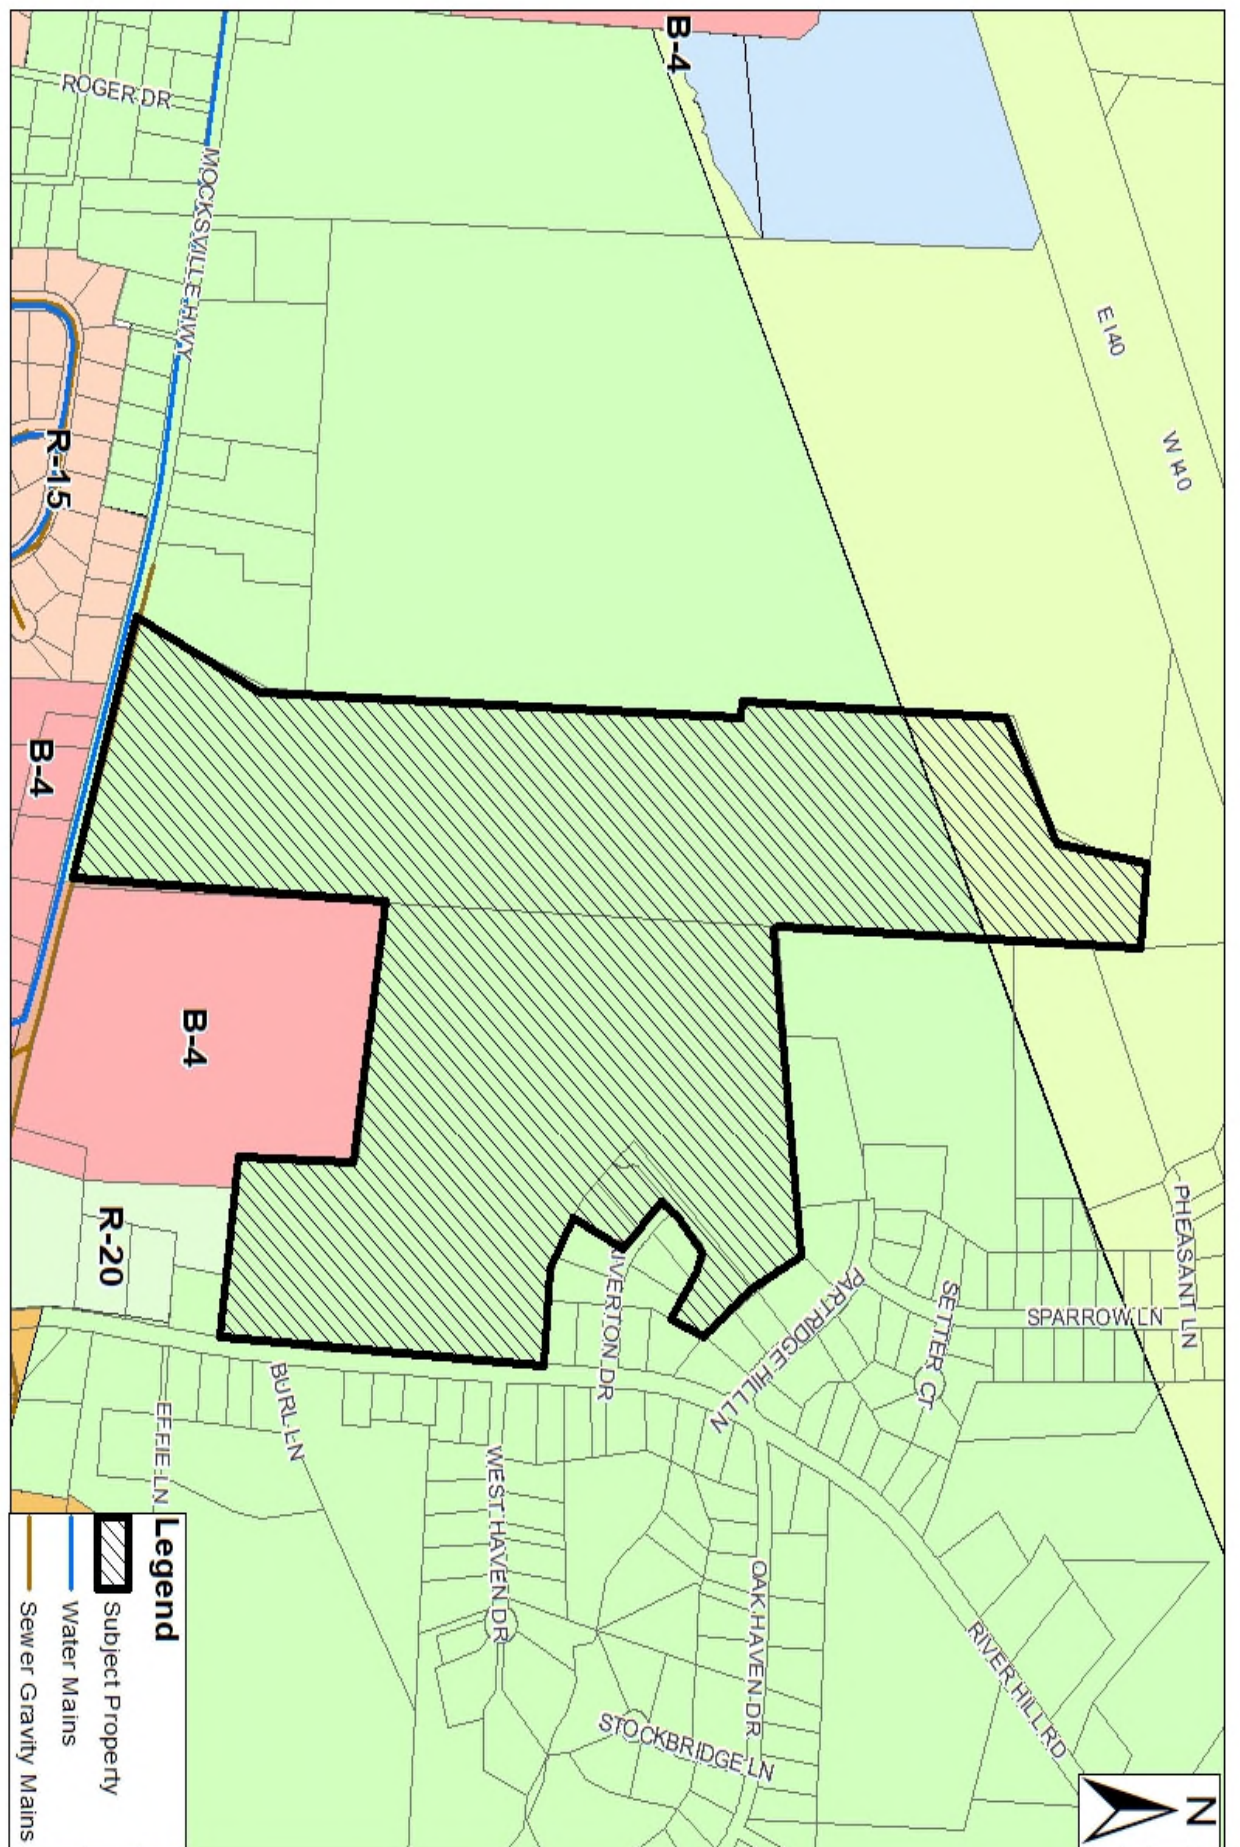 B-4
E I40
W I40
ROGER DR
MOCKSVILLE HWY
R-15
B-4
B-4
R-20
PHEASANT LN
SPARROW LN
SETTER CT
PARTRIDGE HILL LN
IVERTON DR
BURL LN
EFFIE LN
WEST HAVEN DR
OAK HAVEN DR
STOCKBRIDGE LN
RIVER HILL RD
N
Legend
Subject Property
Water Mains
Sewer Gravity Mains